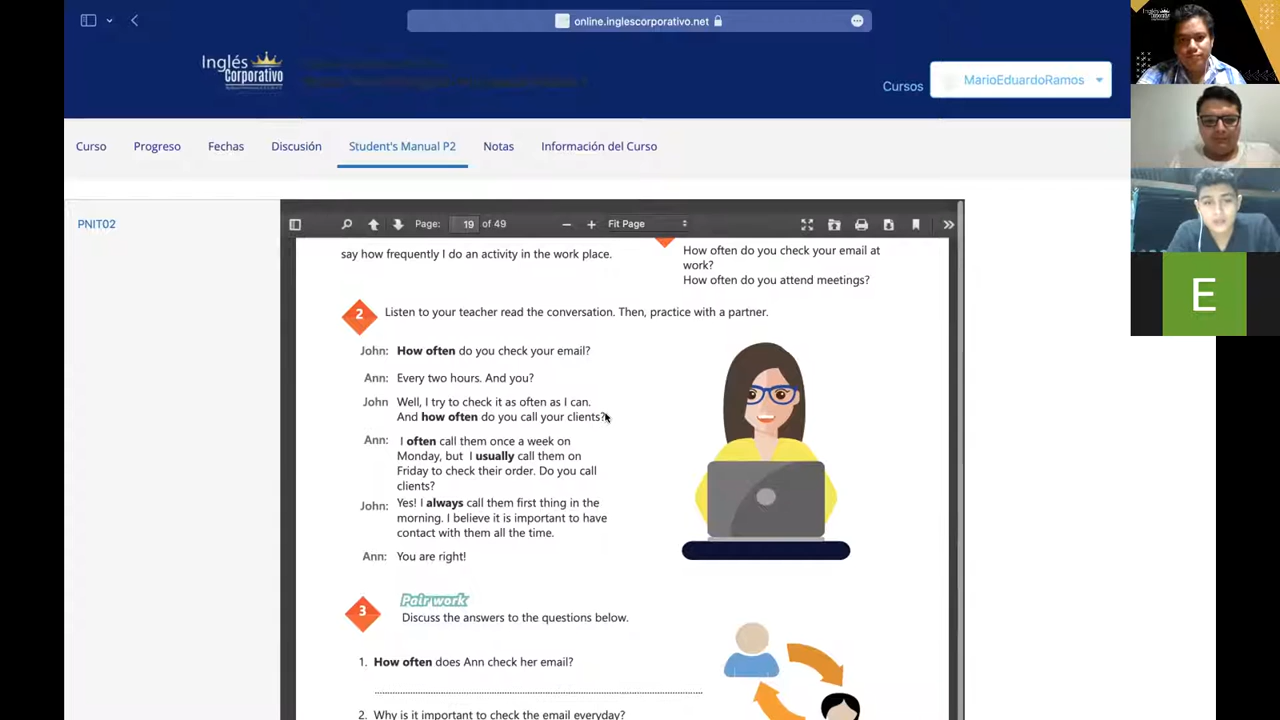 online.inglescorporativo.net
Inglés
Corporativo
Cursos
MarioEduardoRamos
Curso
Progreso
Fechas
Discusión
Student's Manual P2
Notas
Información del Curso
PNIT02
Page: 19 of 49
Fit Page
say how frequently I do an activity in the work place.
How often do you check your email at
work?
How often do you attend meetings?
2
Listen to your teacher read the conversation. Then, practice with a partner.
John: How often do you check your email?
Ann: Every two hours. And you?
John Well, I try to check it as often as I can.
And how often do you call your clients?
Ann: I often call them once a week on
Monday, but I usually call them on
Friday to check their order. Do you call
clients?
John: Yes! I always call them first thing in the
morning. I believe it is important to have
contact with them all the time.
Ann: You are right!
3
Pair work
Discuss the answers to the questions below.
1. How often does Ann check her email?
2. Why is it important to check the email everyday?
E